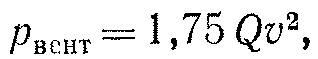 p_вент = 1,75 Qv²,